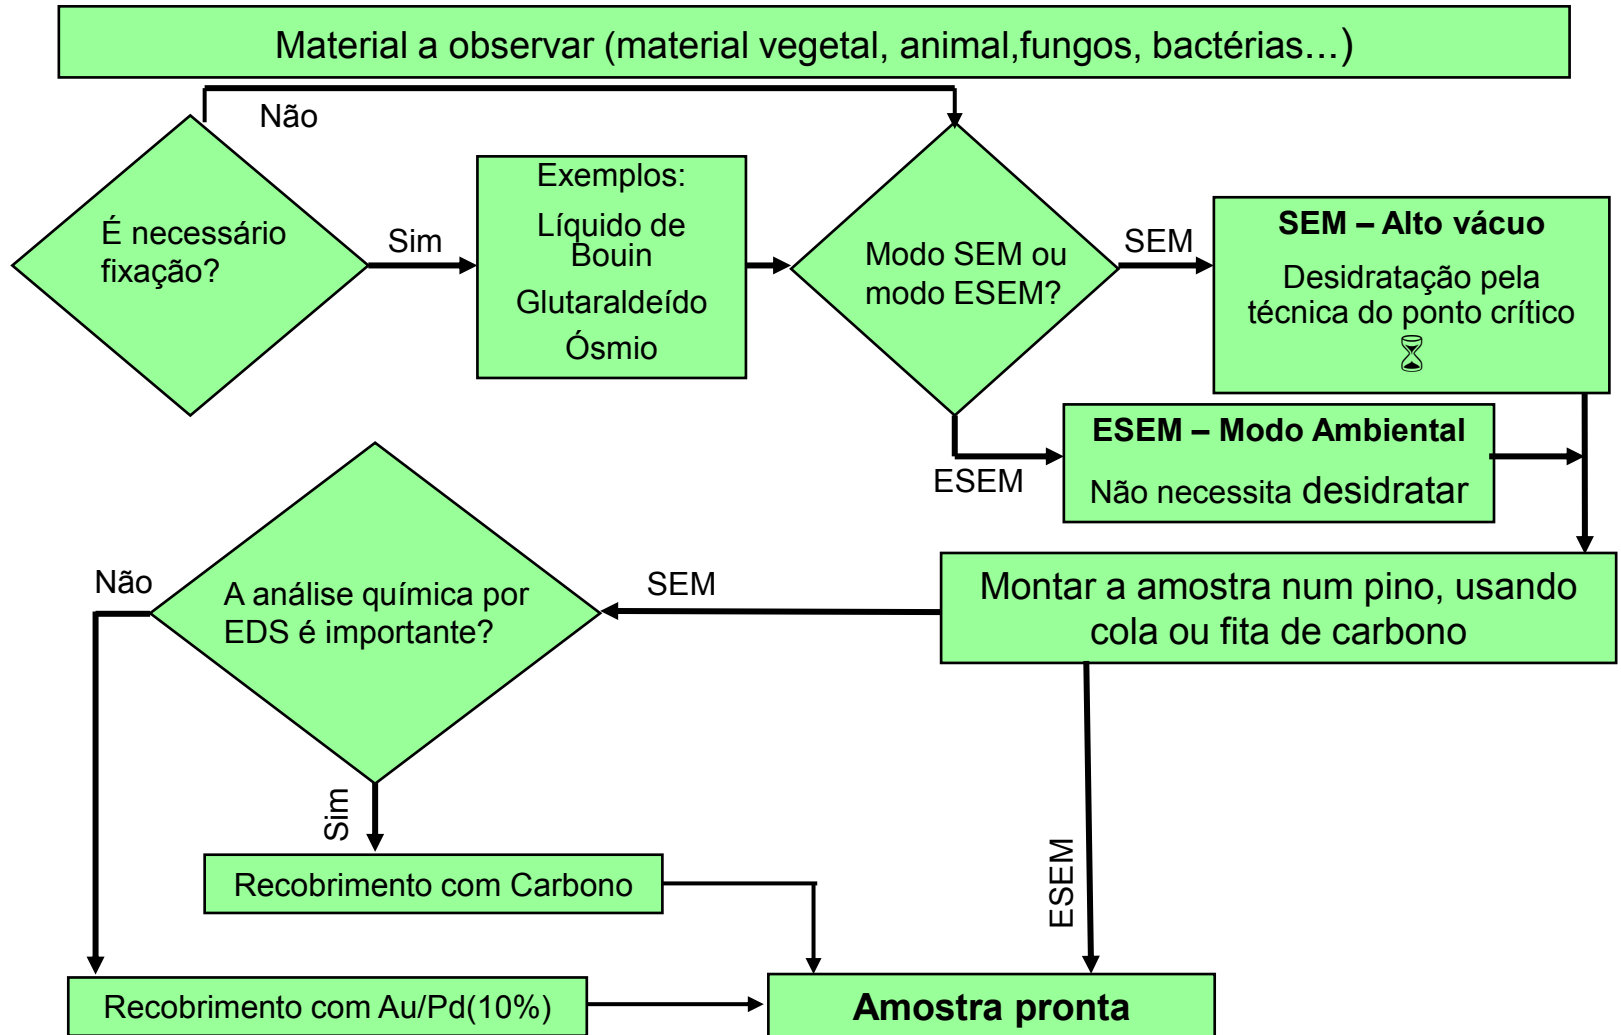 Material a observar (material vegetal, animal,fungos, bactérias...)
Não
É necessário
fixação?
Sim
Exemplos:
Líquido de
Bouin
Glutaraldeído
Ósmio
Modo SEM ou
modo ESEM?
SEM
SEM – Alto vácuo
Desidratação pela
técnica do ponto crítico
ESEM
ESEM – Modo Ambiental
Não necessita desidratar
Montar a amostra num pino, usando
cola ou fita de carbono
SEM
A análise química por
EDS é importante?
Não
Sim
Recobrimento com Carbono
ESEM
Recobrimento com Au/Pd(10%)
Amostra pronta